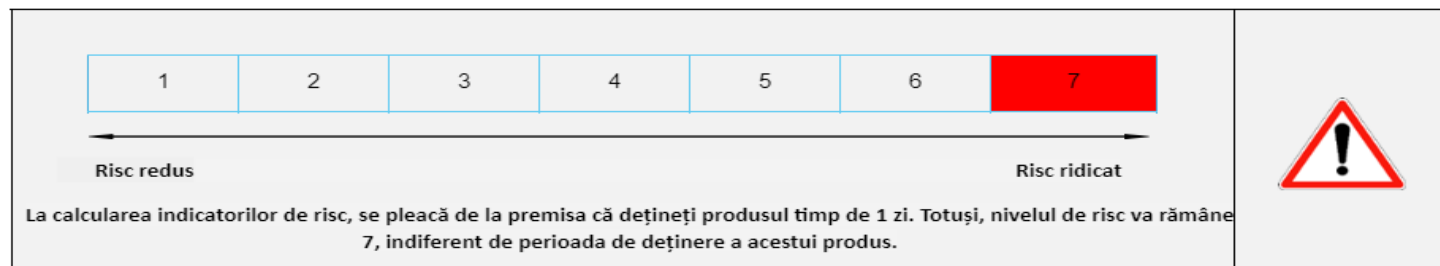 1 2 3 4 5 6 7
Risc redus Risc ridicat
La calcularea indicatorilor de risc, se pleacă de la premisa că dețineți produsul timp de 1 zi. Totuși, nivelul de risc va rămâne
7, indiferent de perioada de deținere a acestui produs.